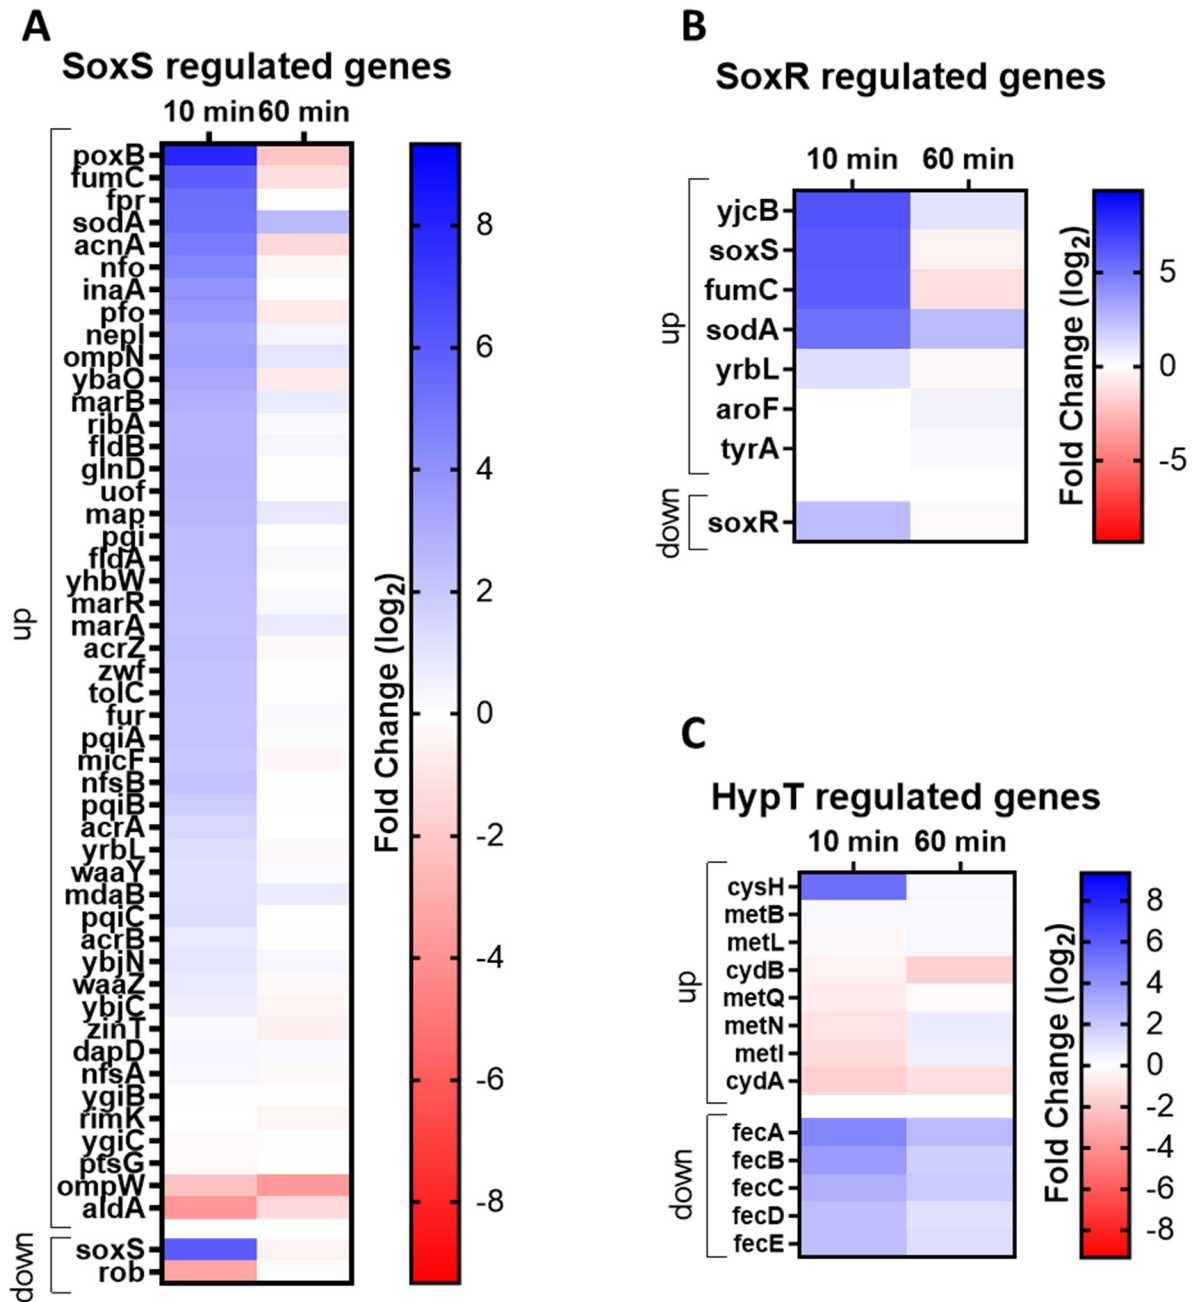 A
SoxS regulated genes
10 min 60 min
up
poxB
fumC
fpr
sodA
acnA
nfo
inaA
pfo
nepI
ompN
ybaO
marB
ribA
fldB
glnD
uof
map
pgi
fldA
yhbW
marR
marA
acrZ
zwf
tolC
fur
pqiA
micF
nfsB
pqiB
acrA
yrbL
waaY
mdaB
pqiC
acrB
ybjN
waaZ
ybjC
zinT
dapD
nfsA
ygiB
rimK
ygiC
ptsG
ompW
aldA
down
soxS
rob
Fold Change (log2)
8
6
4
2
0
-2
-4
-6
-8
B
SoxR regulated genes
10 min 60 min
up
yjcB
soxS
fumC
sodA
yrbL
aroF
tyrA
down
soxR
Fold Change (log2)
5
0
-5
C
HypT regulated genes
10 min 60 min
up
cysH
metB
metL
cydB
metQ
metN
metI
cydA
down
fecA
fecB
fecC
fecD
fecE
Fold Change (log2)
8
6
4
2
0
-2
-4
-6
-8